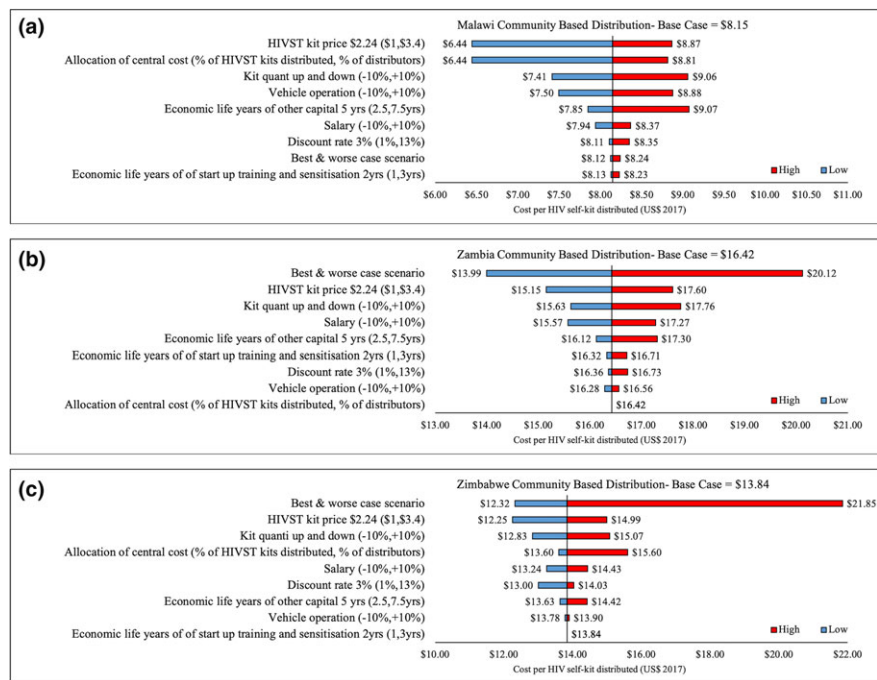 (a)
Malawi Community Based Distribution- Base Case = $8.15
HIVST kit price $2.24 ($1,$3.4) $6.44 $8.87
Allocation of central cost (% of HIVST kits distributed, % of distributors) $6.44 $8.81
Kit quant up and down (-10%,+10%) $7.41 $9.06
Vehicle operation (-10%,+10%) $7.50 $8.88
Economic life years of other capital 5 yrs (2.5,7.5yrs) $7.85 $9.07
Salary (-10%,+10%) $7.94 $8.37
Discount rate 3% (1%,13%) $8.11 $8.35
Best & worse case scenario $8.12 $8.24
Economic life years of of start up training and sensitisation 2yrs (1,3yrs) $8.13 $8.23
High Low
$6.00 $6.50 $7.00 $7.50 $8.00 $8.50 $9.00 $9.50 $10.00 $10.50 $11.00
Cost per HIV self-kit distributed (US$ 2017)
(b)
Zambia Community Based Distribution- Base Case = $16.42
Best & worse case scenario $13.99 $20.12
HIVST kit price $2.24 ($1,$3.4) $15.15 $17.60
Kit quant up and down (-10%,+10%) $15.63 $17.76
Salary (-10%,+10%) $15.57 $17.27
Economic life years of other capital 5 yrs (2.5,7.5yrs) $16.12 $17.30
Economic life years of of start up training and sensitisation 2yrs (1,3yrs) $16.32 $16.71
Discount rate 3% (1%,13%) $16.36 $16.73
Vehicle operation (-10%,+10%) $16.28 $16.56
Allocation of central cost (% of HIVST kits distributed, % of distributors) $16.42
High Low
$13.00 $14.00 $15.00 $16.00 $17.00 $18.00 $19.00 $20.00 $21.00
Cost per HIV self-kit distributed (US$ 2017)
(c)
Zimbabwe Community Based Distribution- Base Case = $13.84
Best & worse case scenario $12.32 $21.85
HIVST kit price $2.24 ($1,$3.4) $12.25 $14.99
Kit quanti up and down (-10%,+10%) $12.83 $15.07
Allocation of central cost (% of HIVST kits distributed, % of distributors) $13.60 $15.60
Salary (-10%,+10%) $13.24 $14.43
Discount rate 3% (1%,13%) $13.00 $14.03
Economic life years of other capital 5 yrs (2.5,7.5yrs) $13.63 $14.42
Vehicle operation (-10%,+10%) $13.78 $13.90
Economic life years of of start up training and sensitisation 2yrs (1,3yrs) $13.84
High Low
$10.00 $12.00 $14.00 $16.00 $18.00 $20.00 $22.00
Cost per HIV self-kit distributed (US$ 2017)